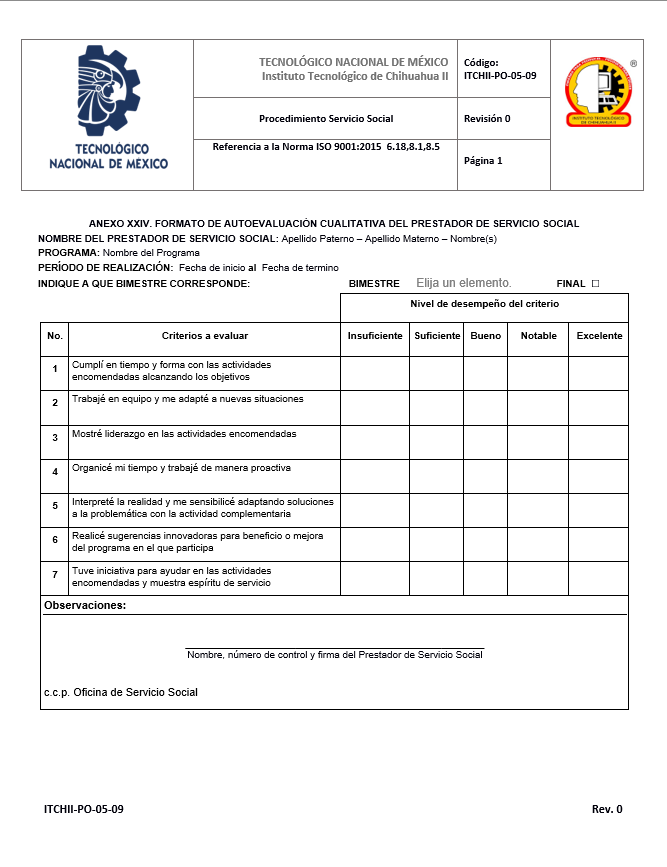 TECNOLÓGICO
NACIONAL DE MÉXICO
TECNOLÓGICO NACIONAL DE MÉXICO
Instituto Tecnológico de Chihuahua II
Código:
ITCHII-PO-05-09
Procedimiento Servicio Social
Revisión 0
Referencia a la Norma ISO 9001:2015 6.18,8.1,8.5
Página 1
®
INSTITUTO TECNOLOGICO
DE CHIHUAHUA II
ANEXO XXIV. FORMATO DE AUTOEVALUACIÓN CUALITATIVA DEL PRESTADOR DE SERVICIO SOCIAL
NOMBRE DEL PRESTADOR DE SERVICIO SOCIAL: Apellido Paterno – Apellido Materno – Nombre(s)
PROGRAMA: Nombre del Programa
PERÍODO DE REALIZACIÓN: Fecha de inicio al Fecha de termino
INDIQUE A QUE BIMESTRE CORRESPONDE: BIMESTRE Elija un elemento. FINAL ☐
Nivel de desempeño del criterio
No. Criterios a evaluar Insuficiente Suficiente Bueno Notable Excelente
1 Cumplí en tiempo y forma con las actividades
encomendadas alcanzando los objetivos
2 Trabajé en equipo y me adapté a nuevas situaciones
3 Mostré liderazgo en las actividades encomendadas
4 Organicé mi tiempo y trabajé de manera proactiva
5 Interpreté la realidad y me sensibilicé adaptando soluciones
a la problemática con la actividad complementaria
6 Realicé sugerencias innovadoras para beneficio o mejora
del programa en el que participa
7 Tuve iniciativa para ayudar en las actividades
encomendadas y muestra espíritu de servicio
Observaciones:
Nombre, número de control y firma del Prestador de Servicio Social
c.c.p. Oficina de Servicio Social
ITCHII-PO-05-09 Rev. 0